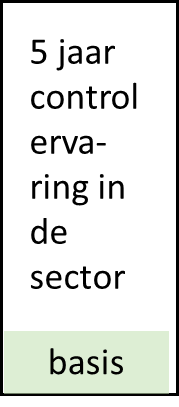 5 jaar
control
erva-
ring in
de
sector
basis